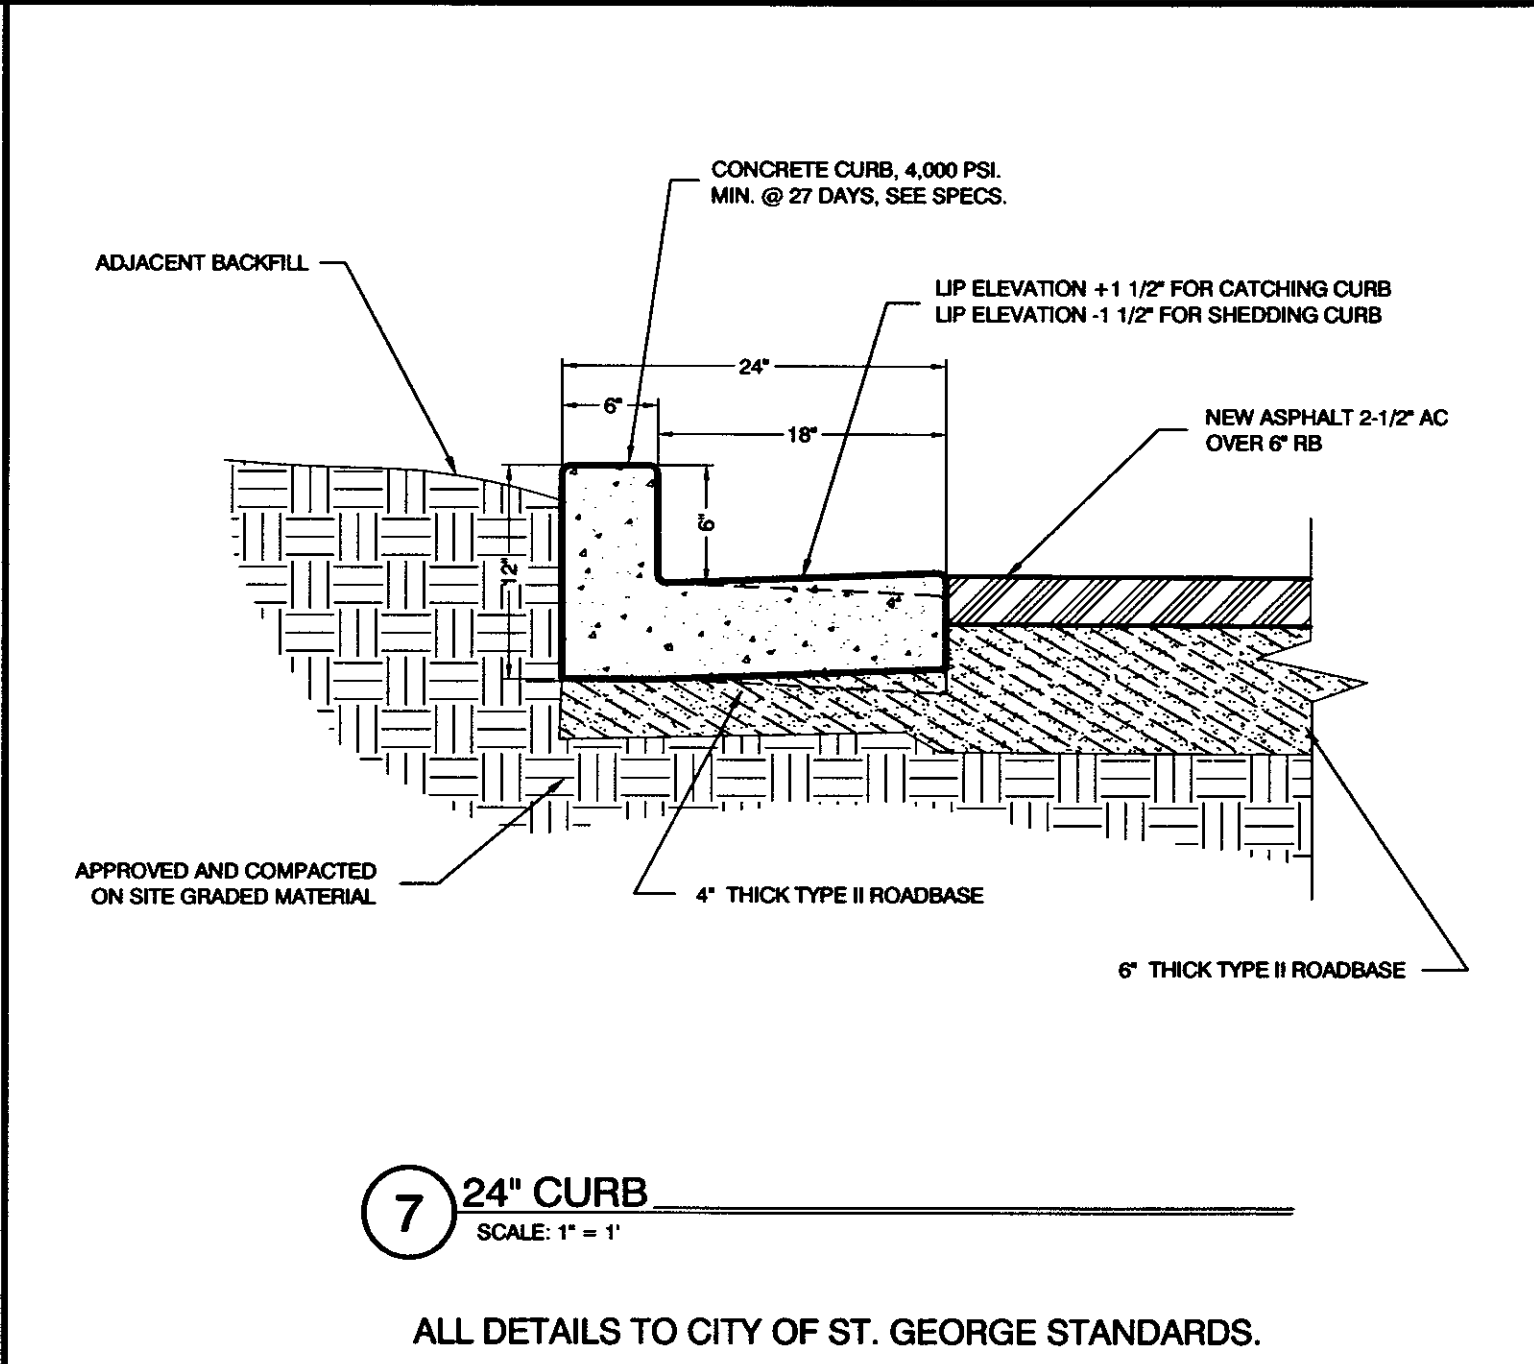 CONCRETE CURB, 4,000 PSI.
MIN. @ 27 DAYS, SEE SPECS.
ADJACENT BACKFILL
LIP ELEVATION +1 1/2" FOR CATCHING CURB
LIP ELEVATION -1 1/2" FOR SHEDDING CURB
24"
6"
18"
NEW ASPHALT 2-1/2" AC
OVER 6" RB
6"
12"
APPROVED AND COMPACTED
ON SITE GRADED MATERIAL
4" THICK TYPE II ROADBASE
6" THICK TYPE II ROADBASE
7
24" CURB
SCALE: 1" = 1'
ALL DETAILS TO CITY OF ST. GEORGE STANDARDS.